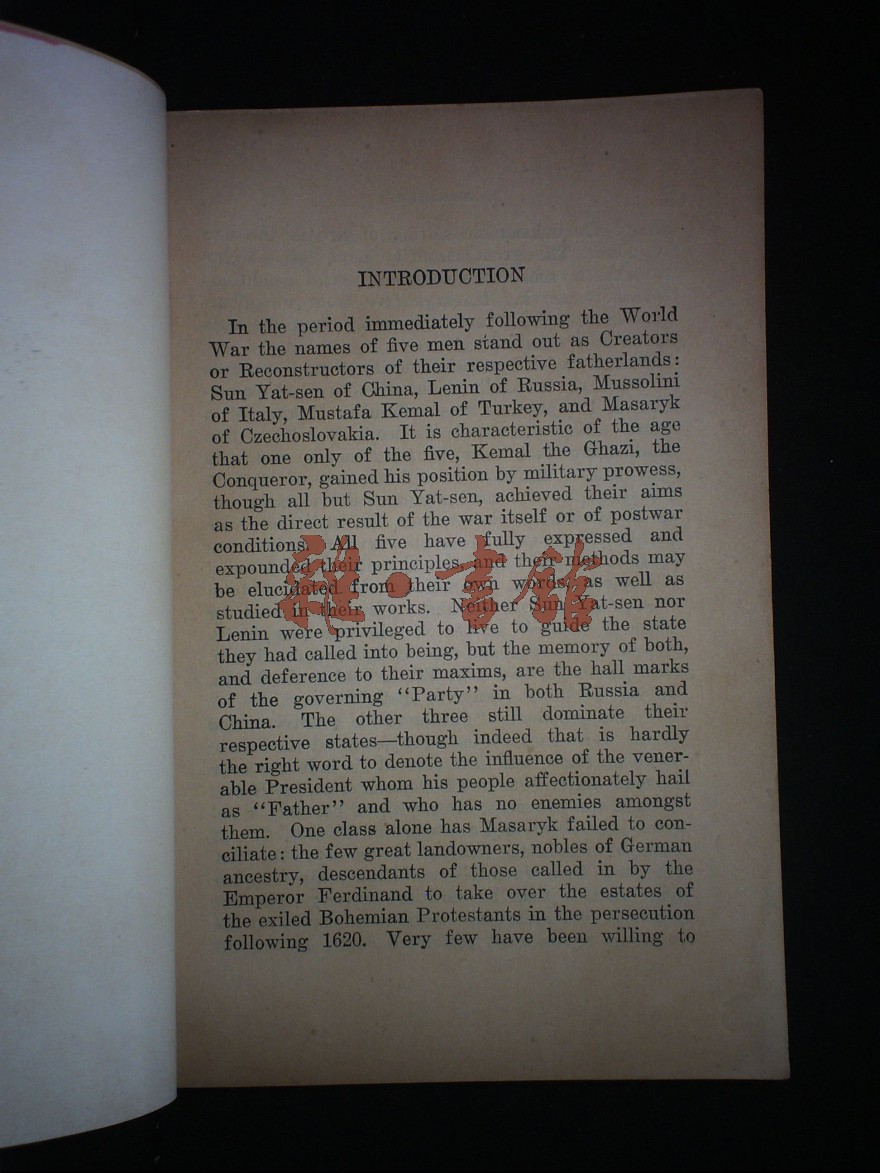 INTRODUCTION
In the period immediately following the World
War the names of five men stand out as Creators
or Reconstructors of their respective fatherlands:
Sun Yat-sen of China, Lenin of Russia, Mussolini
of Italy, Mustafa Kemal of Turkey, and Masaryk
of Czechoslovakia. It is characteristic of the age
that one only of the five, Kemal the Ghazi, the
Conqueror, gained his position by military prowess,
though all but Sun Yat-sen, achieved their aims
as the direct result of the war itself or of postwar
conditions. All five have fully expressed and
expounded their principles, and their methods may
be elucidated from their own words, as well as
studied in their works. Neither Sun Yat-sen nor
Lenin were privileged to live to guide the state
they had called into being, but the memory of both,
and deference to their maxims, are the hall marks
of the governing "Party" in both Russia and
China. The other three still dominate their
respective states—though indeed that is hardly
the right word to denote the influence of the vener-
able President whom his people affectionately hail
as "Father" and who has no enemies amongst
them. One class alone has Masaryk failed to con-
ciliate: the few great landowners, nobles of German
ancestry, descendants of those called in by the
Emperor Ferdinand to take over the estates of
the exiled Bohemian Protestants in the persecution
following 1620. Very few have been willing to
雜·書館